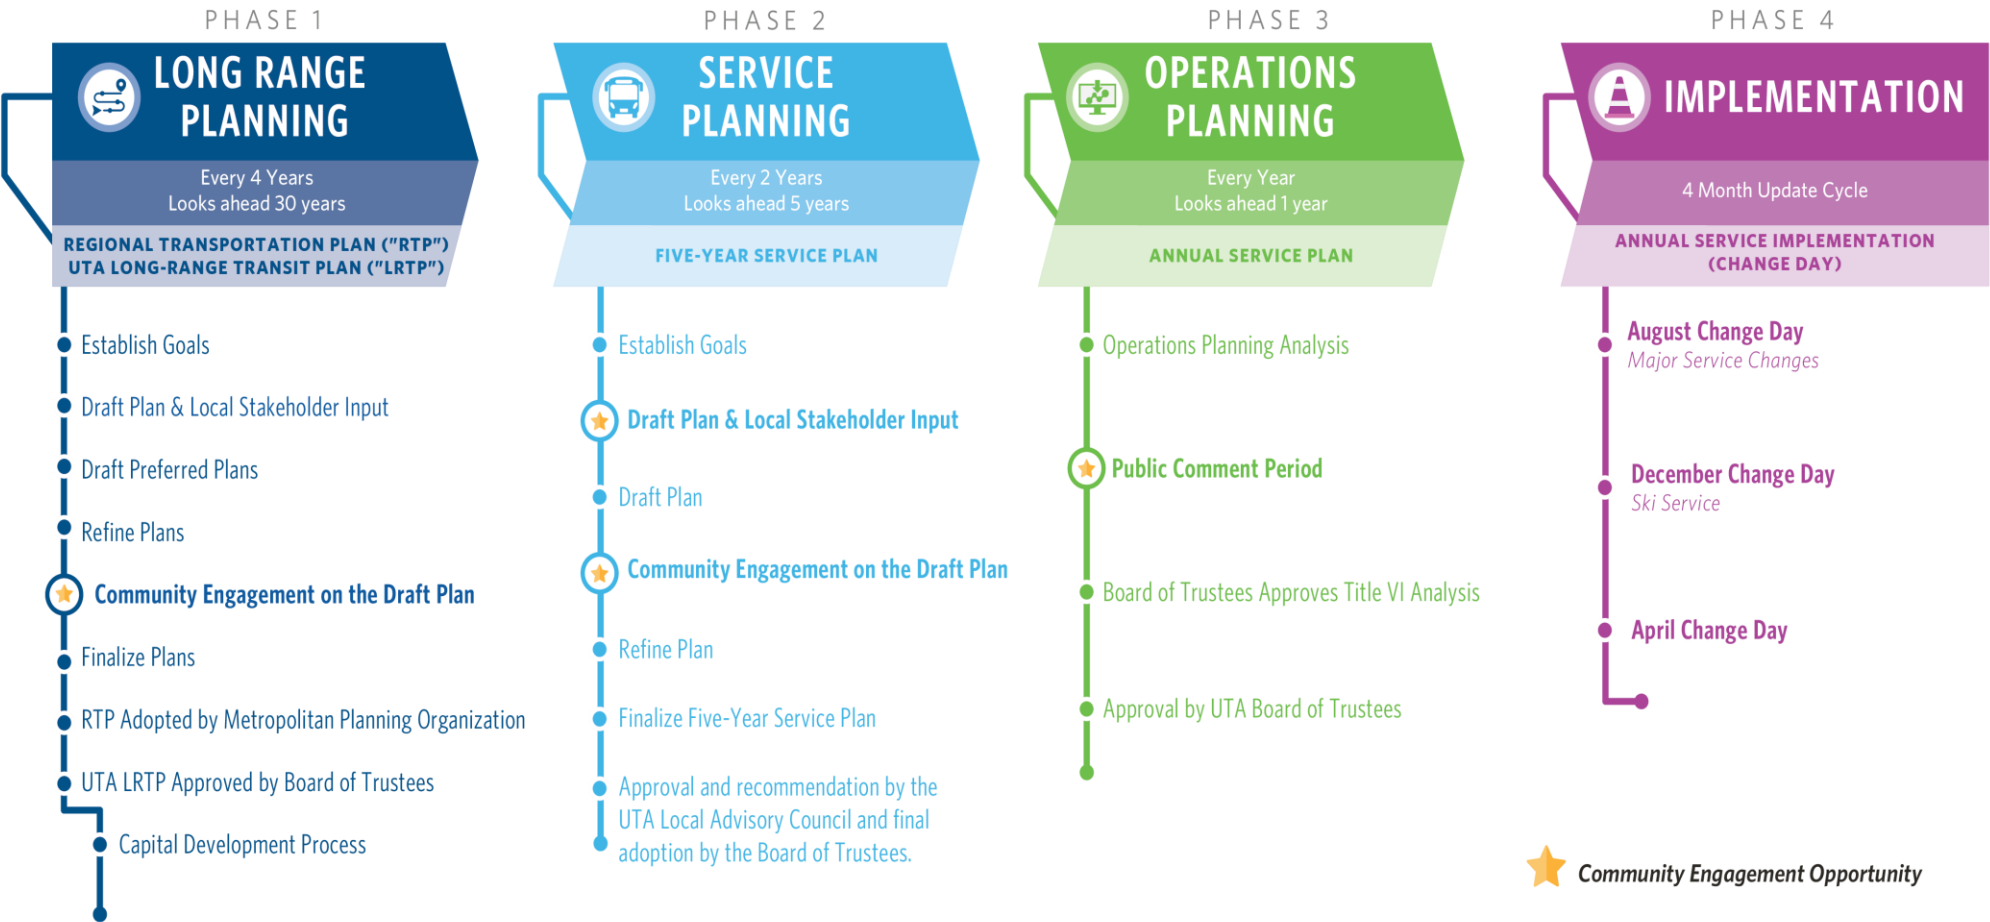 PHASE 1
LONG RANGE
PLANNING
Every 4 Years
Looks ahead 30 years
REGIONAL TRANSPORTATION PLAN ("RTP")
UTA LONG-RANGE TRANSIT PLAN ("LRTP")
Establish Goals
Draft Plan & Local Stakeholder Input
Draft Preferred Plans
Refine Plans
Community Engagement on the Draft Plan
Finalize Plans
RTP Adopted by Metropolitan Planning Organization
UTA LRTP Approved by Board of Trustees
Capital Development Process
PHASE 2
SERVICE
PLANNING
Every 2 Years
Looks ahead 5 years
FIVE-YEAR SERVICE PLAN
Establish Goals
Draft Plan & Local Stakeholder Input
Draft Plan
Community Engagement on the Draft Plan
Refine Plan
Finalize Five-Year Service Plan
Approval and recommendation by the
UTA Local Advisory Council and final
adoption by the Board of Trustees.
PHASE 3
OPERATIONS
PLANNING
Every Year
Looks ahead 1 year
ANNUAL SERVICE PLAN
Operations Planning Analysis
Public Comment Period
Board of Trustees Approves Title VI Analysis
Approval by UTA Board of Trustees
PHASE 4
IMPLEMENTATION
4 Month Update Cycle
ANNUAL SERVICE IMPLEMENTATION
(CHANGE DAY)
August Change Day
Major Service Changes
December Change Day
Ski Service
April Change Day
Community Engagement Opportunity